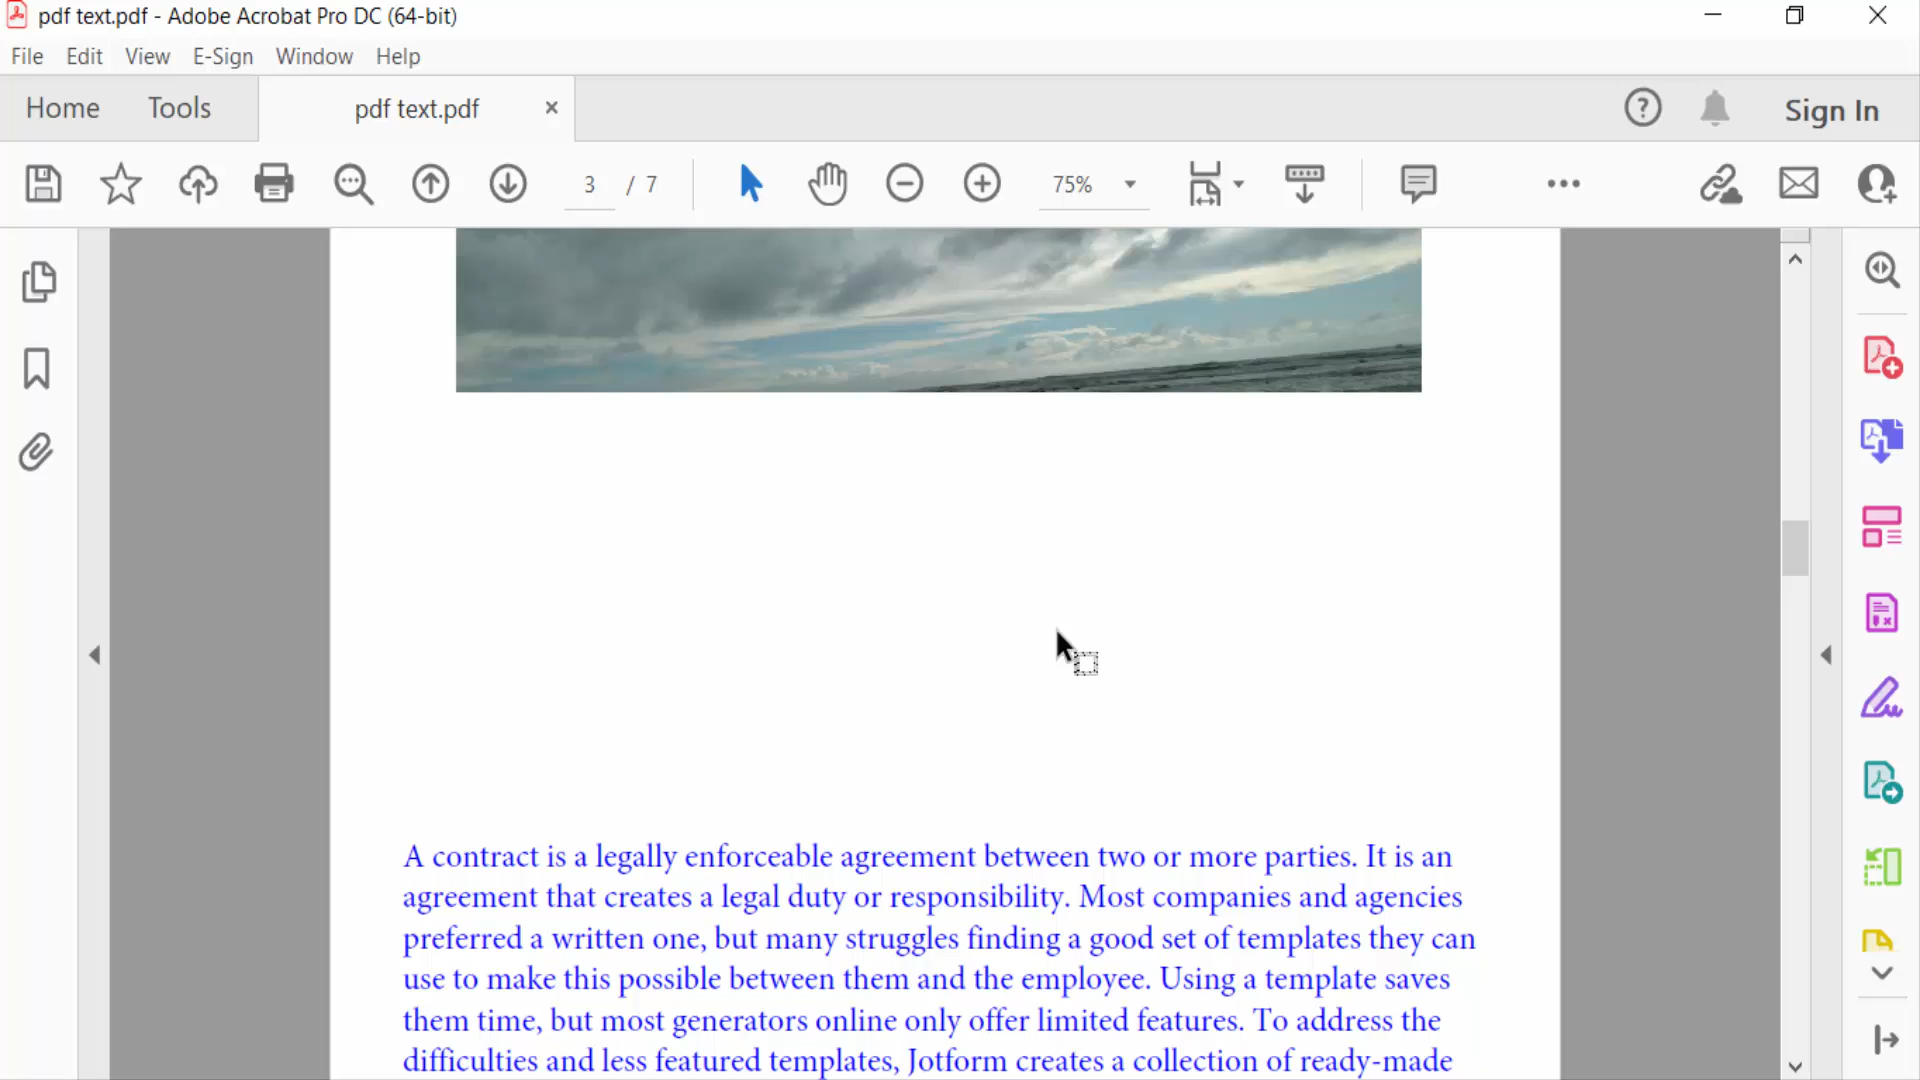 pdf text.pdf - Adobe Acrobat Pro DC (64-bit)
File Edit View E-Sign Window Help
Home Tools pdf text.pdf × Sign In
3 / 7 75%
A contract is a legally enforceable agreement between two or more parties. It is an
agreement that creates a legal duty or responsibility. Most companies and agencies
preferred a written one, but many struggles finding a good set of templates they can
use to make this possible between them and the employee. Using a template saves
them time, but most generators online only offer limited features. To address the
difficulties and less featured templates, Jotform creates a collection of ready-made